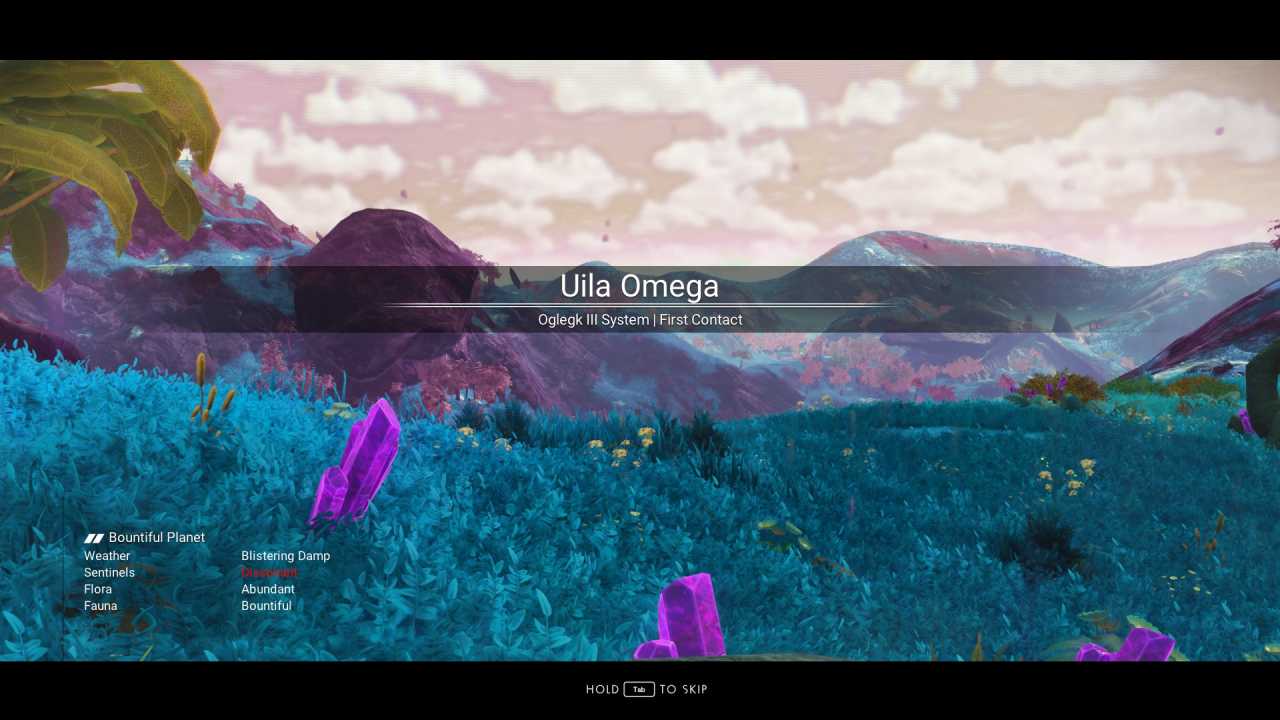 Uila Omega
Oglegk III System | First Contact
Bountiful Planet
Weather Blistering Damp
Sentinels Dissonant
Flora Abundant
Fauna Bountiful
HOLD Tab TO SKIP